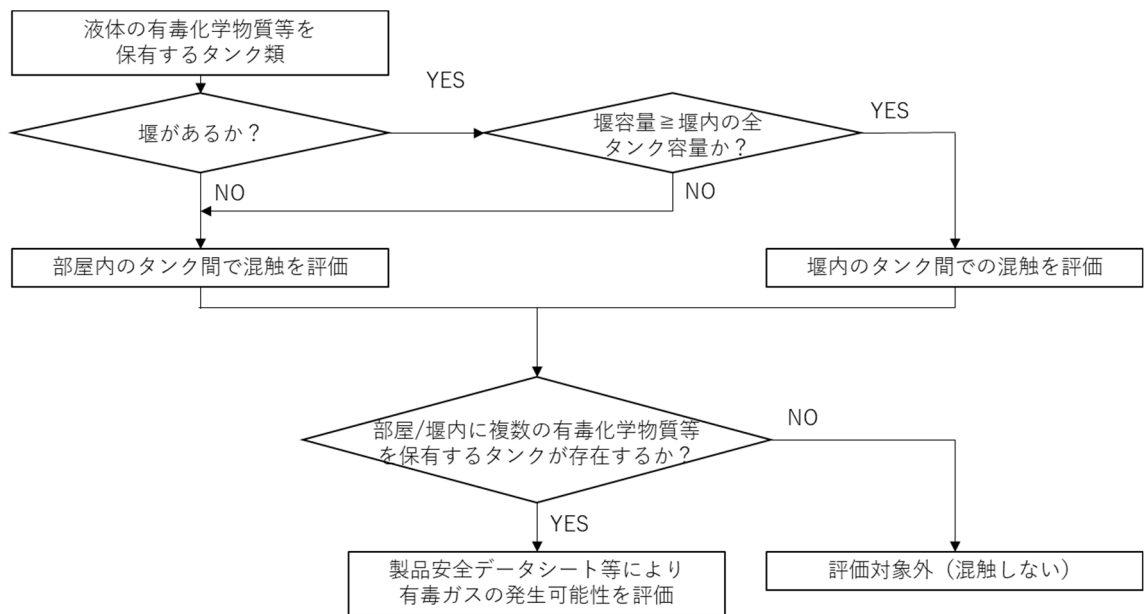 液体の有毒化学物質等を
保有するタンク類
YES
堰があるか？
堰容量≧堰内の全
タンク容量か？
YES
NO
NO
部屋内のタンク間で混触を評価
堰内のタンク間での混触を評価
部屋/堰内に複数の有毒化学物質等
を保有するタンクが存在するか？
NO
YES
製品安全データシート等により
有毒ガスの発生可能性を評価
評価対象外（混触しない）